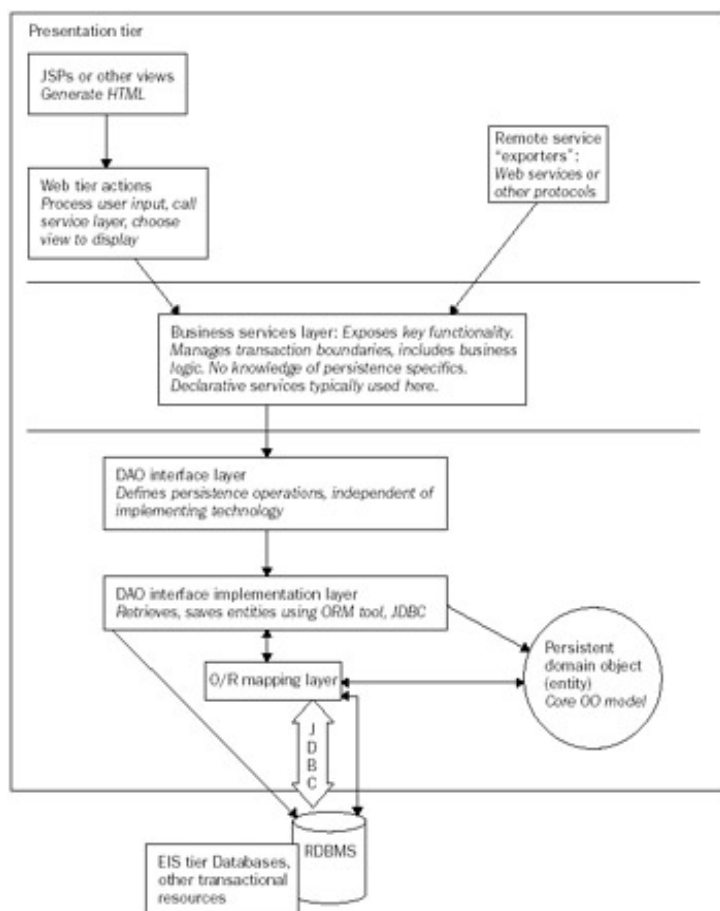 Presentation tier
JSPs or other views
Generate HTML
Remote service
"exporters":
Web services or
other protocols
Web tier actions
Process user input, call
service layer, choose
view to display
Business services layer: Exposes key functionality.
Manages transaction boundaries, includes business
logic. No knowledge of persistence specifics.
Declarative services typically used here.
DAO interface layer
Defines persistence operations, independent of
implementing technology
DAO interface implementation layer
Retrieves, saves entities using ORM tool, JDBC
Persistent
domain object
(entity)
Core OO model
O/R mapping layer
JDBC
RDBMS
EIS tier Databases,
other transactional
resources